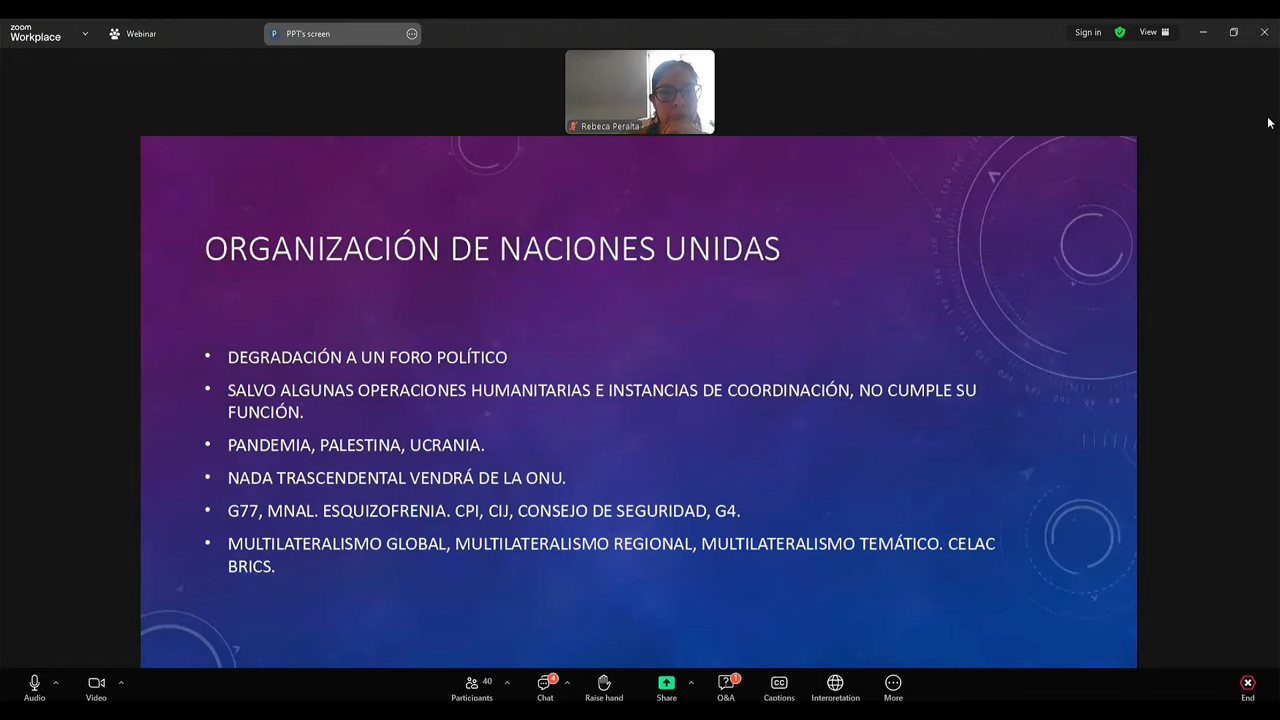 zoom
Workplace
Webinar
P PPT's screen
Sign in
View
Rebeca Peralta
ORGANIZACIÓN DE NACIONES UNIDAS
• DEGRADACIÓN A UN FORO POLÍTICO
• SALVO ALGUNAS OPERACIONES HUMANITARIAS E INSTANCIAS DE COORDINACIÓN, NO CUMPLE SU
FUNCIÓN.
• PANDEMIA, PALESTINA, UCRANIA.
• NADA TRASCENDENTAL VENDRÁ DE LA ONU.
• G77, MNAL. ESQUIZOFRENIA. CPI, CIJ, CONSEJO DE SEGURIDAD, G4.
• MULTILATERALISMO GLOBAL, MULTILATERALISMO REGIONAL, MULTILATERALISMO TEMÁTICO. CELAC
BRICS.
Audio
Video
40
Participants
4
Chat
Raise hand
Share
1
Q&A
CC
Captions
Interpretation
More
End